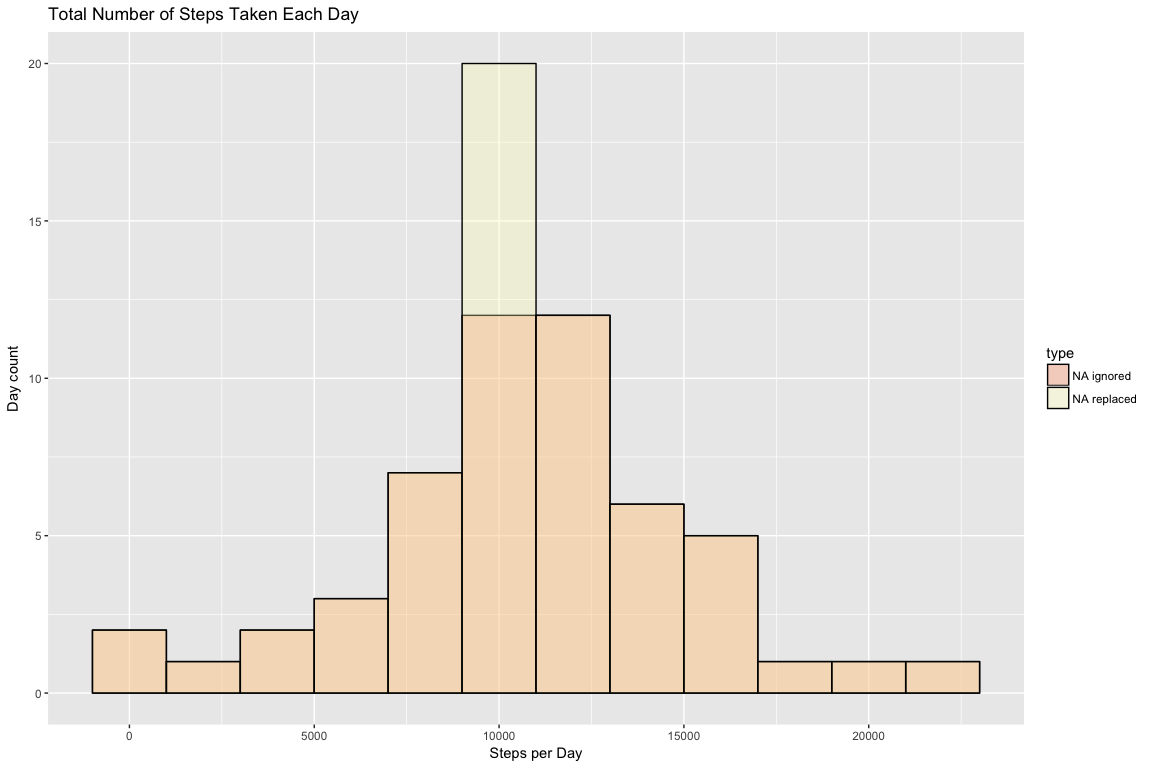 Total Number of Steps Taken Each Day
20
15
10
5
0
Day count
0 5000 10000 15000 20000
Steps per Day
type
NA ignored
NA replaced